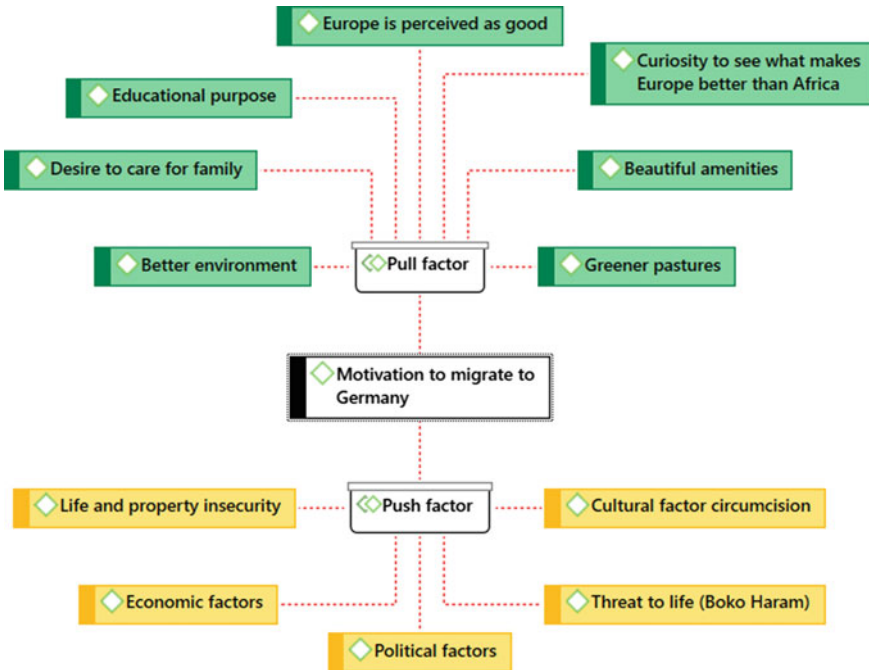 Europe is perceived as good
Curiosity to see what makes
Europe better than Africa
Educational purpose
Desire to care for family
Beautiful amenities
Better environment
Pull factor
Greener pastures
Motivation to migrate to
Germany
Life and property insecurity
Push factor
Cultural factor circumcision
Economic factors
Threat to life (Boko Haram)
Political factors